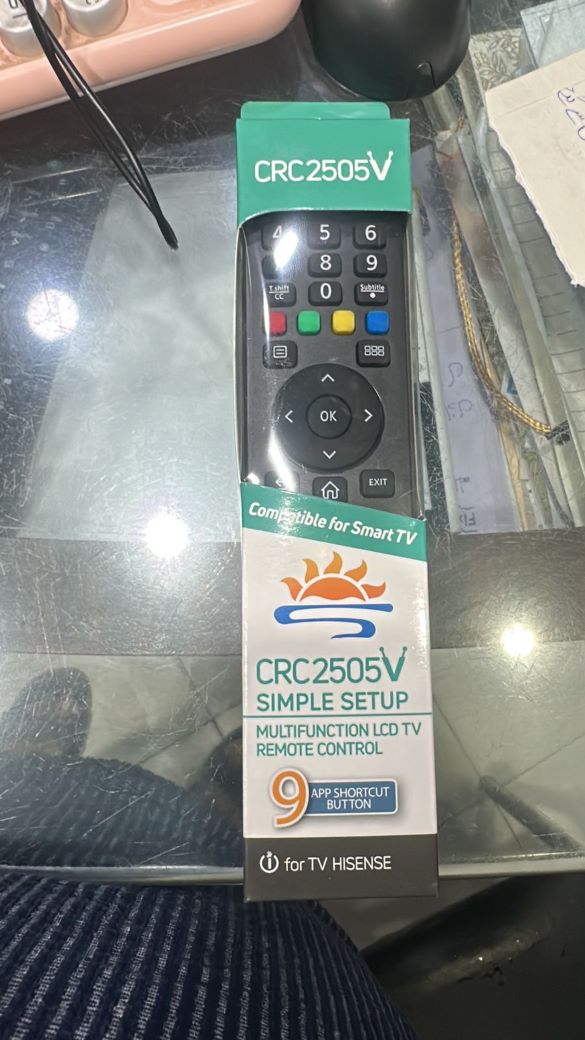 CRC2505V
4 5 6
8 9
T.shift
CC
0
Subtitle
OK
EXIT
Compatible for Smart TV
CRC2505V
SIMPLE SETUP
MULTIFUNCTION LCD TV
REMOTE CONTROL
9 APP SHORTCUT
BUTTON
for TV HISENSE